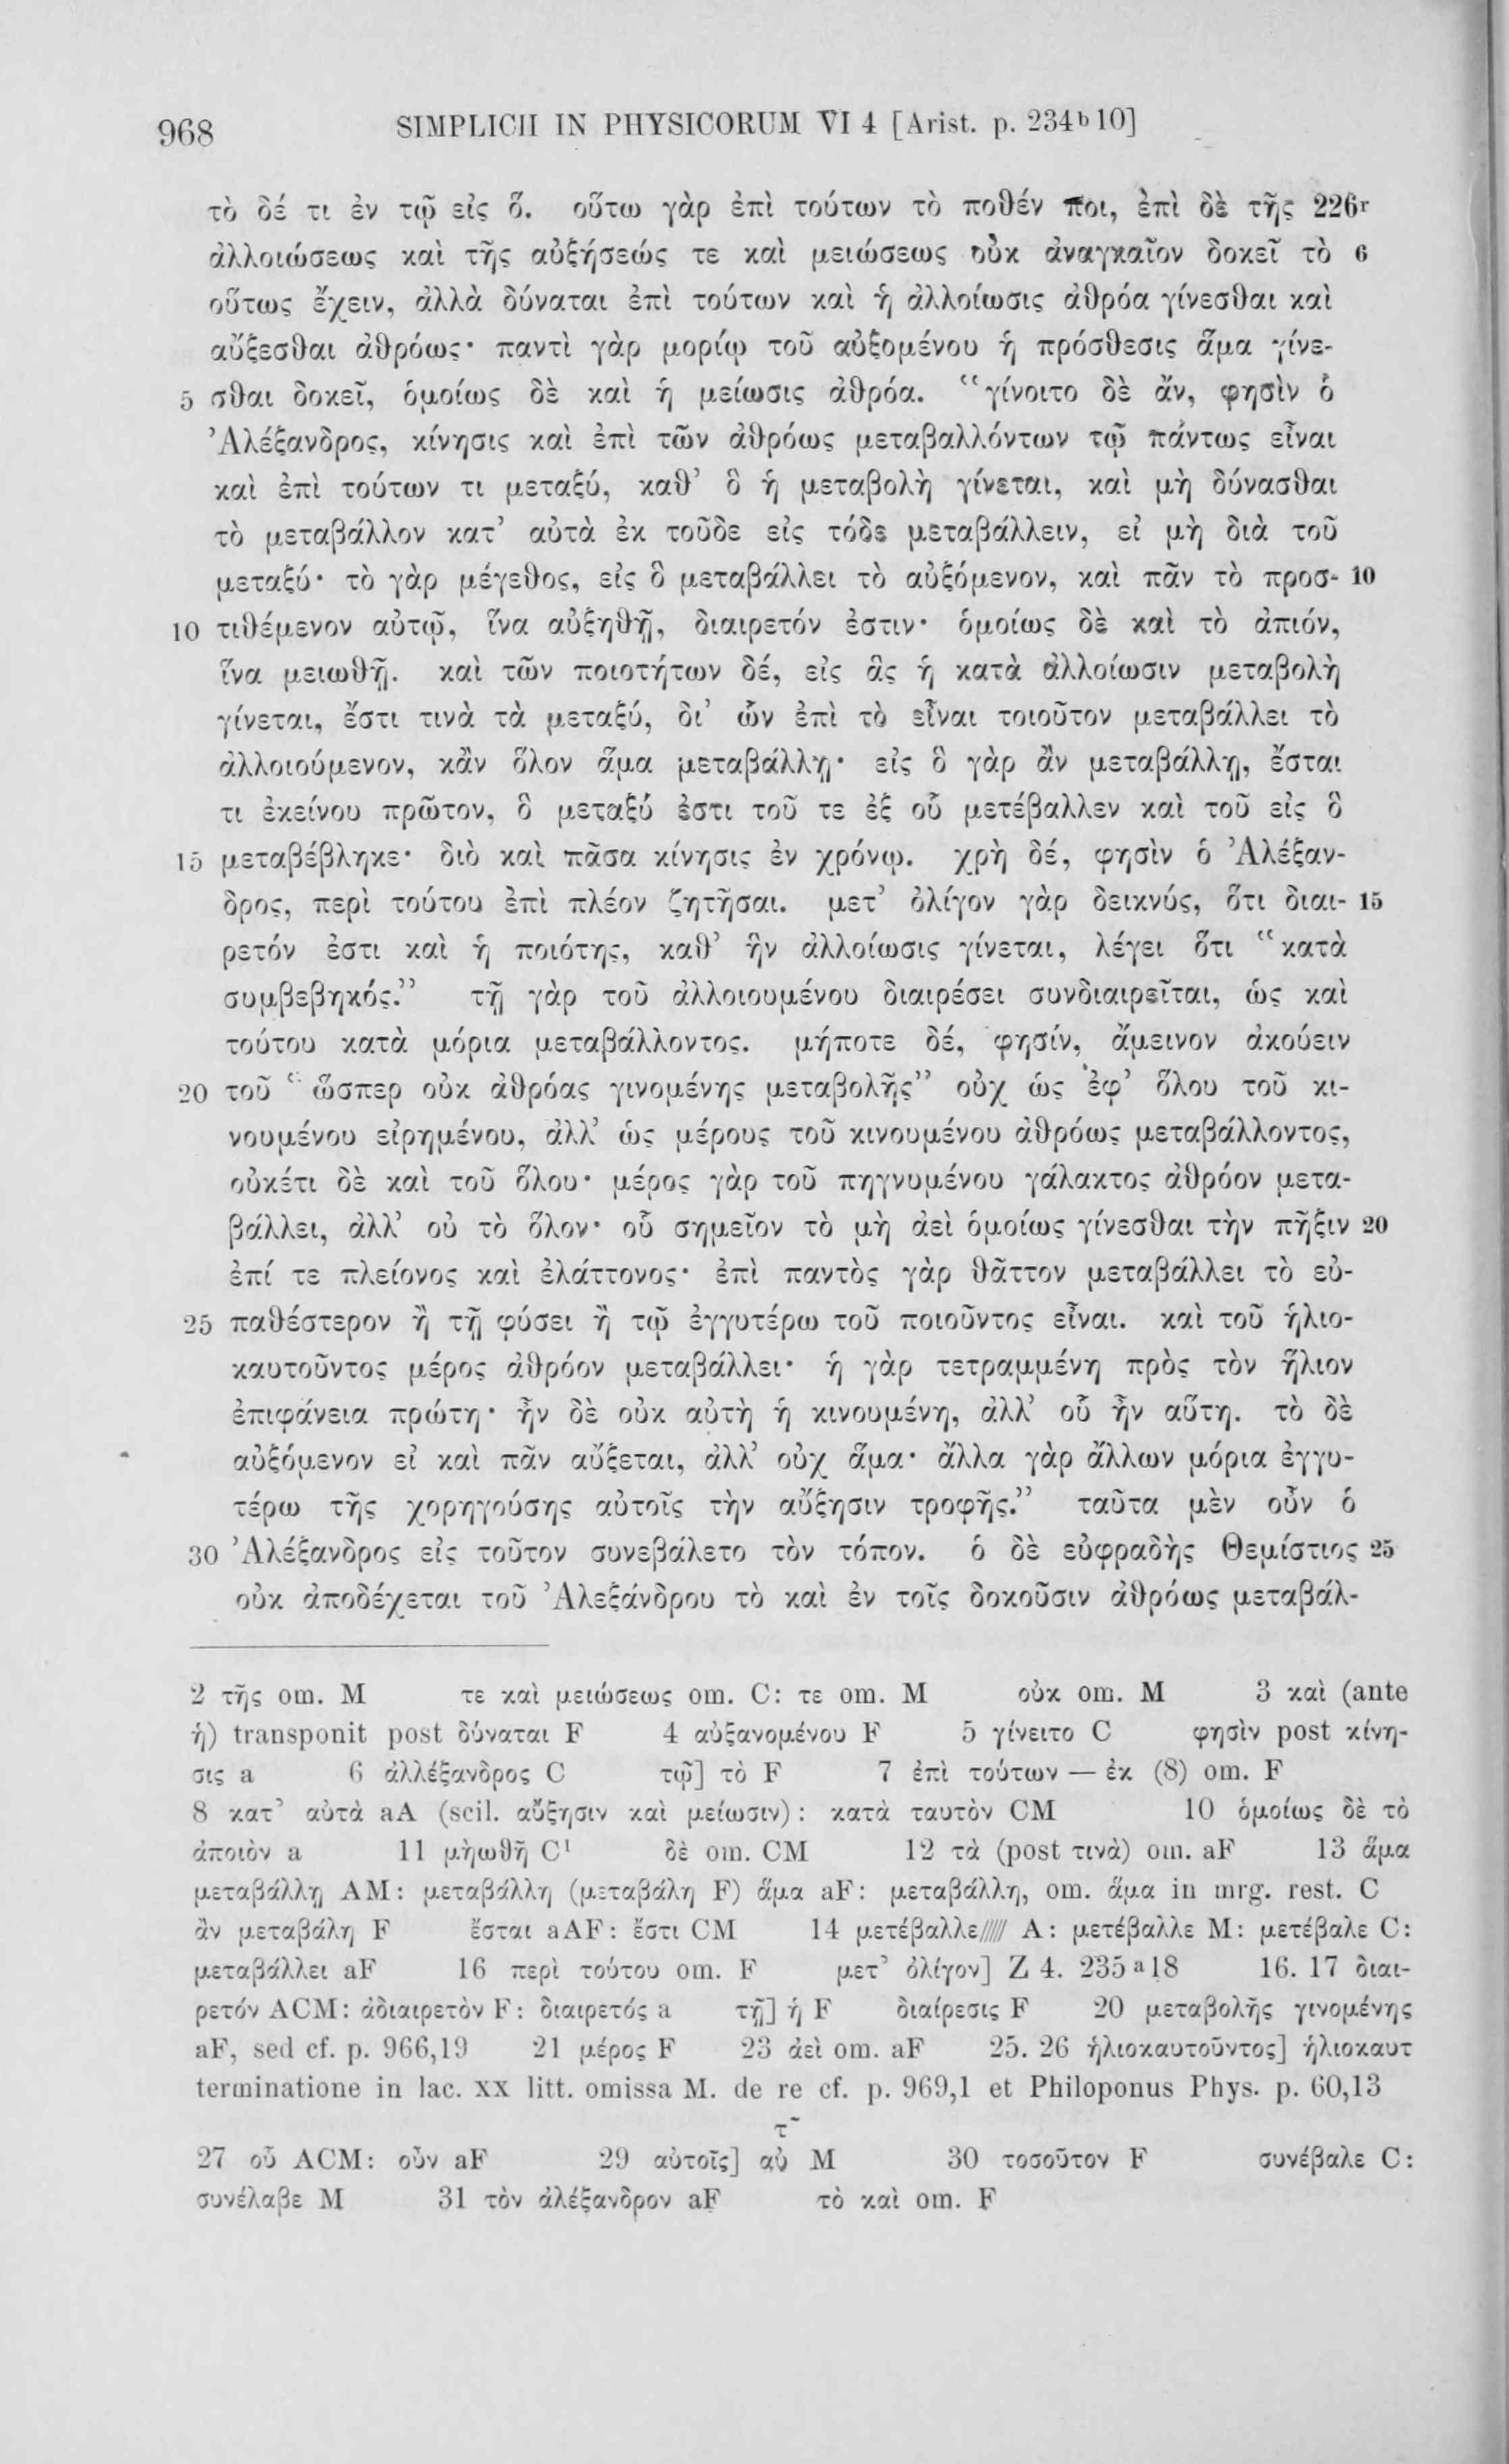 968 SIMPLICII IN PHYSICORUM VI 4 [Arist. p. 234ᵇ10]
τὸ δέ τι ἐν τῷ εἰς ὅ. οὕτω γὰρ ἐπὶ τούτων τὸ ποθέν ποι, ἐπὶ δὲ τῆς 226ʳ
ἀλλοιώσεως καὶ τῆς αὐξήσεώς τε καὶ μειώσεως οὐκ ἀναγκαῖον δοκεῖ τὸ 6
οὕτως ἔχειν, ἀλλὰ δύναται ἐπὶ τούτων καὶ ἡ ἀλλοίωσις ἀθρόα γίνεσθαι καὶ
αὔξεσθαι ἀθρόως· παντὶ γὰρ μορίῳ τοῦ αὐξομένου ἡ πρόσθεσις ἅμα γίνε-
5 σθαι δοκεῖ, ὁμοίως δὲ καὶ ἡ μείωσις ἀθρόα. “γίνοιτο δὲ ἄν, φησὶν ὁ
Ἀλέξανδρος, κίνησις καὶ ἐπὶ τῶν ἀθρόως μεταβαλλόντων τῷ πάντως εἶναι
καὶ ἐπὶ τούτων τι μεταξύ, καθ’ ὃ ἡ μεταβολὴ γίνεται, καὶ μὴ δύνασθαι
τὸ μεταβάλλον κατ’ αὐτὰ ἐκ τοῦδε εἰς τόδε μεταβάλλειν, εἰ μὴ διὰ τοῦ
μεταξύ· τὸ γὰρ μέγεθος, εἰς ὃ μεταβάλλει τὸ αὐξόμενον, καὶ πᾶν τὸ προσ- 10
10 τιθέμενον αὐτῷ, ἵνα αὐξηθῇ, διαιρετόν ἐστιν· ὁμοίως δὲ καὶ τὸ ἀπιόν,
ἵνα μειωθῇ. καὶ τῶν ποιοτήτων δέ, εἰς ἃς ἡ κατὰ ἀλλοίωσιν μεταβολὴ
γίνεται, ἔστι τινὰ τὰ μεταξύ, δι’ ὧν ἐπὶ τὸ εἶναι τοιοῦτον μεταβάλλει τὸ
ἀλλοιούμενον, κἂν ὅλον ἅμα μεταβάλλῃ· εἰς ὃ γὰρ ἂν μεταβάλλῃ, ἔσται
τι ἐκείνου πρῶτον, ὃ μεταξύ ἐστι τοῦ τε ἐξ οὗ μετέβαλλεν καὶ τοῦ εἰς ὃ
15 μεταβέβληκε· διὸ καὶ πᾶσα κίνησις ἐν χρόνῳ. χρὴ δέ, φησὶν ὁ Ἀλέξαν-
δρος, περὶ τούτου ἐπὶ πλέον ζητῆσαι. μετ’ ὀλίγον γὰρ δεικνύς, ὅτι διαι- 15
ρετόν ἐστι καὶ ἡ ποιότης, καθ’ ἣν ἀλλοίωσις γίνεται, λέγει ὅτι “κατὰ
συμβεβηκός.” τῇ γὰρ τοῦ ἀλλοιουμένου διαιρέσει συνδιαιρεῖται, ὡς καὶ
τούτου κατὰ μόρια μεταβάλλοντος. μήποτε δέ, φησίν, ἄμεινον ἀκούειν
20 τοῦ “ὥσπερ οὐκ ἀθρόας γινομένης μεταβολῆς” οὐχ ὡς ἐφ’ ὅλου τοῦ κι-
νουμένου εἰρημένου, ἀλλ’ ὡς μέρους τοῦ κινουμένου ἀθρόως μεταβάλλοντος,
οὐκέτι δὲ καὶ τοῦ ὅλου· μέρος γὰρ τοῦ πηγνυμένου γάλακτος ἀθρόον μετα-
βάλλει, ἀλλ’ οὐ τὸ ὅλον· οὗ σημεῖον τὸ μὴ ἀεὶ ὁμοίως γίνεσθαι τὴν πῆξιν 20
ἐπί τε πλείονος καὶ ἐλάττονος· ἐπὶ παντὸς γὰρ θᾶττον μεταβάλλει τὸ εὐ-
25 παθέστερον ἢ τῇ φύσει ἢ τῷ ἐγγυτέρω τοῦ ποιοῦντος εἶναι. καὶ τοῦ ἡλιο-
καυτοῦντος μέρος ἀθρόον μεταβάλλει· ἡ γὰρ τετραμμένη πρὸς τὸν ἥλιον
ἐπιφάνεια πρώτη· ἦν δὲ οὐκ αὐτὴ ἡ κινουμένη, ἀλλ’ οὗ ἦν αὕτη. τὸ δὲ
αὐξόμενον εἰ καὶ πᾶν αὔξεται, ἀλλ’ οὐχ ἅμα· ἄλλα γὰρ ἄλλων μόρια ἐγγυ-
τέρω τῆς χορηγούσης αὐτοῖς τὴν αὔξησιν τροφῆς.” ταῦτα μὲν οὖν ὁ
30 Ἀλέξανδρος εἰς τοῦτον συνεβάλετο τὸν τόπον. ὁ δὲ εὐφραδὴς Θεμίστιος 25
οὐκ ἀποδέχεται τοῦ Ἀλεξάνδρου τὸ καὶ ἐν τοῖς δοκοῦσιν ἀθρόως μεταβάλ-
2 τῆς om. M τε καὶ μειώσεως om. C: τε om. M οὐκ om. M 3 καὶ (ante
ἡ) transponit post δύναται F 4 αὐξανομένου F 5 γίνειτο C φησὶν post κίνη-
σις a 6 ἀλλέξανδρος C τῷ] τὸ F 7 ἐπὶ τούτων — ἐκ (8) om. F
8 κατ’ αὐτὰ aA (scil. αὔξησιν καὶ μείωσιν): κατὰ ταυτὸν CM 10 ὁμοίως δὲ τὸ
ἀποιὸν a 11 μὴωθῆ C¹ δὲ om. CM 12 τὰ (post τινὰ) om. aF 13 ἅμα
μεταβάλλῃ AM: μεταβάλλη (μεταβάλη F) ἅμα aF: μεταβάλλη, om. ἅμα in mrg. rest. C
ἂν μεταβάλη F ἔσται aAF: ἔστι CM 14 μετέβαλλε///// A: μετέβαλλε M: μετέβαλε C:
μεταβάλλει aF 16 περὶ τούτου om. F μετ’ ὀλίγον] Z 4. 235ᵃ18 16. 17 διαι-
ρετόν ACM: ἀδιαιρετὸν F: διαιρετός a τῇ] ἡ F διαίρεσις F 20 μεταβολῆς γινομένης
aF, sed cf. p. 966,19 21 μέρος F 23 ἀεὶ om. aF 25. 26 ἡλιοκαυτοῦντος] ἡλιοκαυτ
terminatione in lac. xx litt. omissa M. de re cf. p. 969,1 et Philoponus Phys. p. 60,13
27 οὗ ACM: οὖν aF 29 αὐτοῖς] αὐτ͂ M 30 τοσοῦτον F συνέβαλε C:
συνέλαβε M 31 τὸν ἀλέξανδρον aF τὸ καὶ om. F